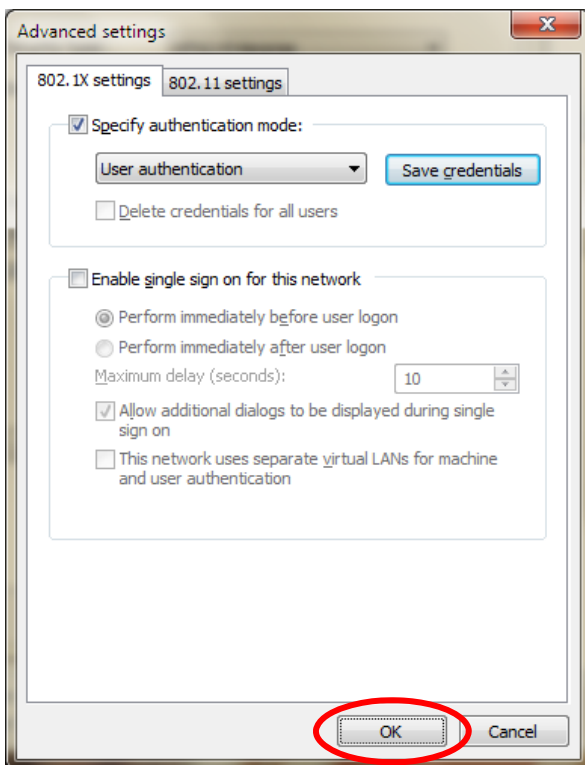 Advanced settings
802.1X settings 802.11 settings
Specify authentication mode:
User authentication Save credentials
Delete credentials for all users
Enable single sign on for this network
Perform immediately before user logon
Perform immediately after user logon
Maximum delay (seconds): 10
Allow additional dialogs to be displayed during single
sign on
This network uses separate virtual LANs for machine
and user authentication
OK Cancel